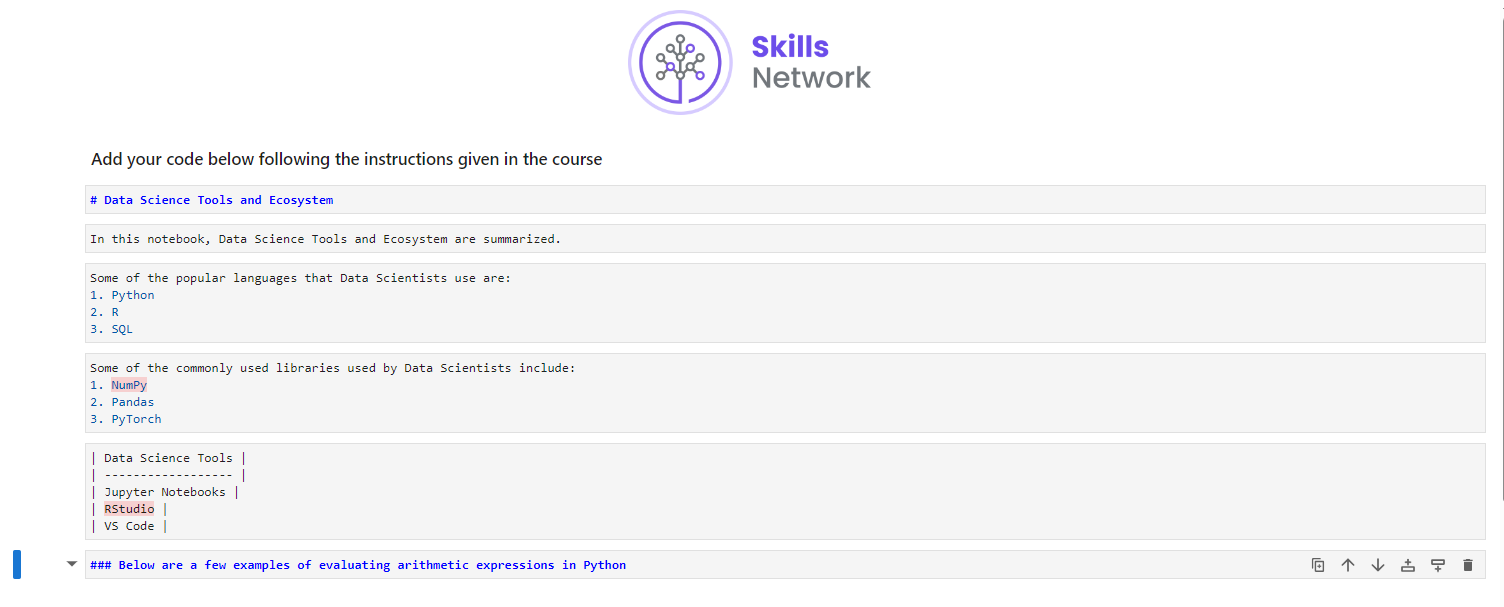 Skills
Network
Add your code below following the instructions given in the course
# Data Science Tools and Ecosystem
In this notebook, Data Science Tools and Ecosystem are summarized.
Some of the popular languages that Data Scientists use are:
1. Python
2. R
3. SQL
Some of the commonly used libraries used by Data Scientists include:
1. NumPy
2. Pandas
3. PyTorch
| Data Science Tools |
| ------------------ |
| Jupyter Notebooks |
| RStudio |
| VS Code |
### Below are a few examples of evaluating arithmetic expressions in Python